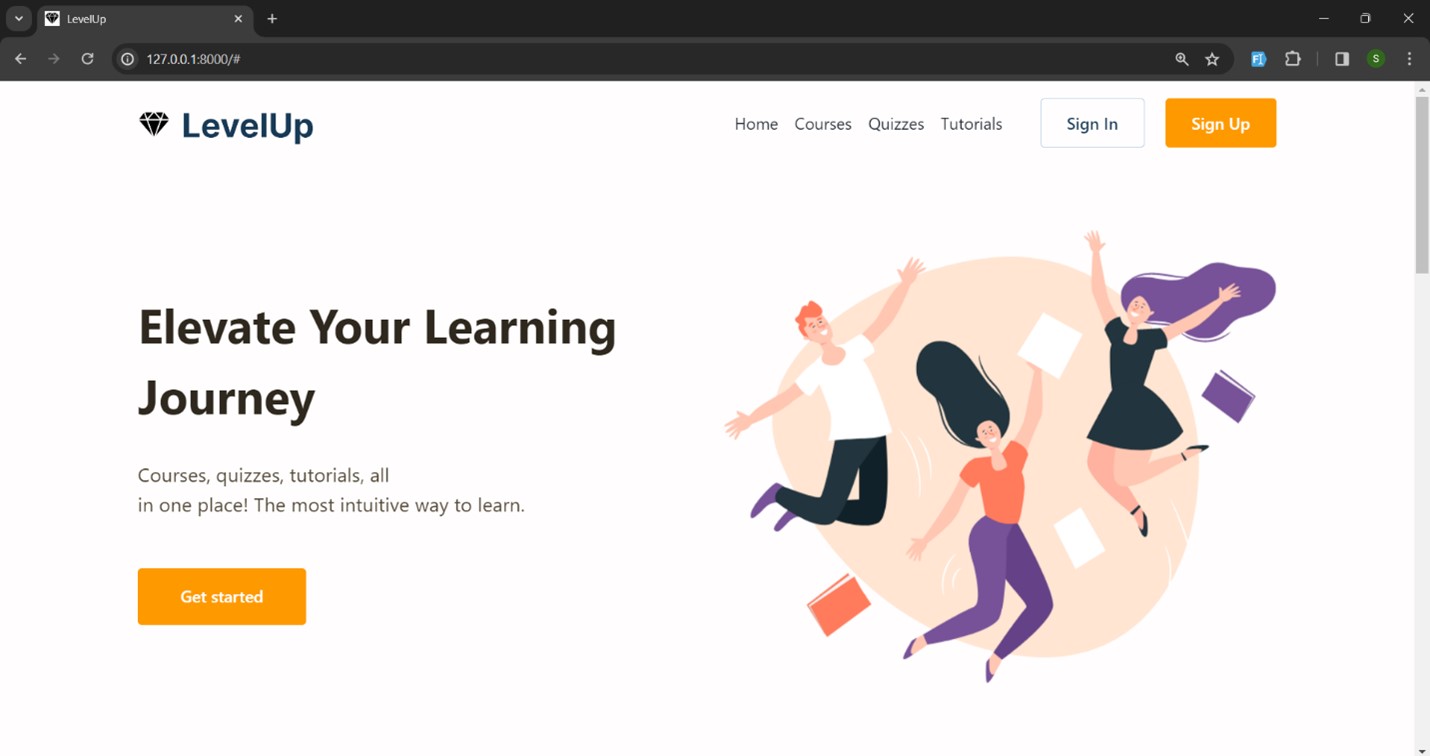 LevelUp
127.0.0.1:8000/#
S
LevelUp
Home Courses Quizzes Tutorials Sign In Sign Up
Elevate Your Learning
Journey
Courses, quizzes, tutorials, all
in one place! The most intuitive way to learn.
Get started